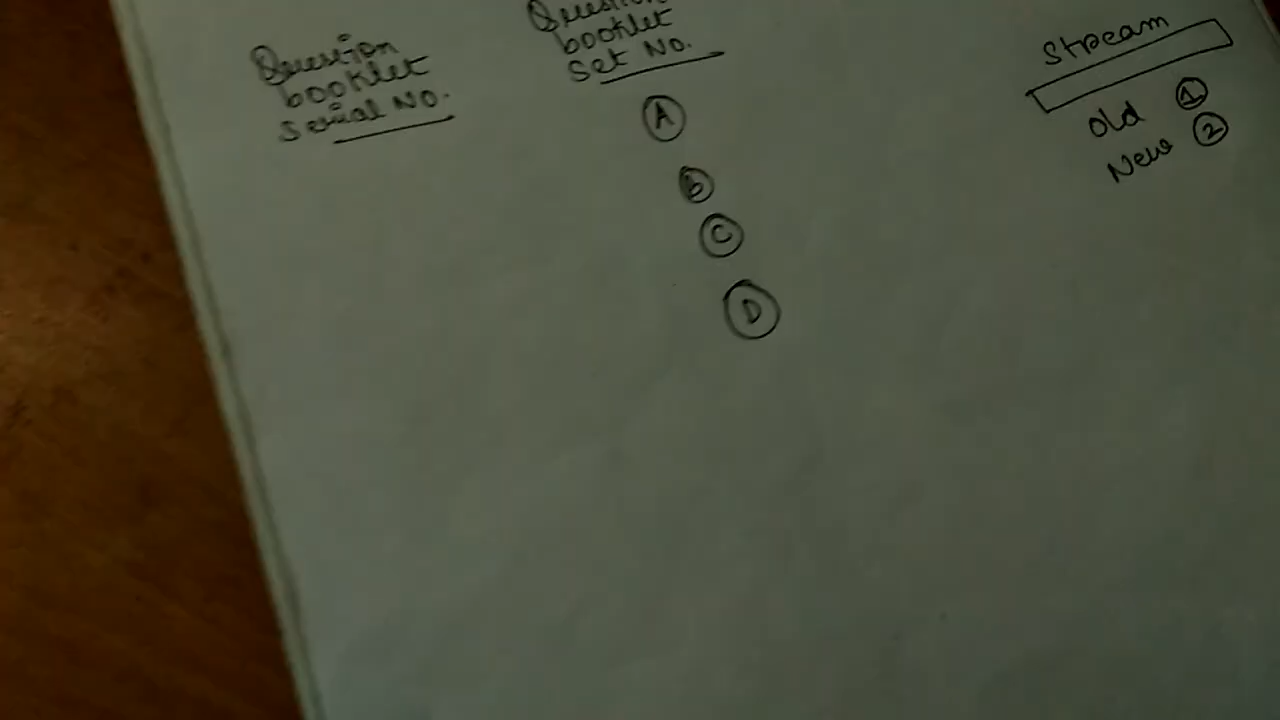 Question
booklet
Serial No.
Question
booklet
Set No.
A
b
C
D
Stream
Old 1
New 2